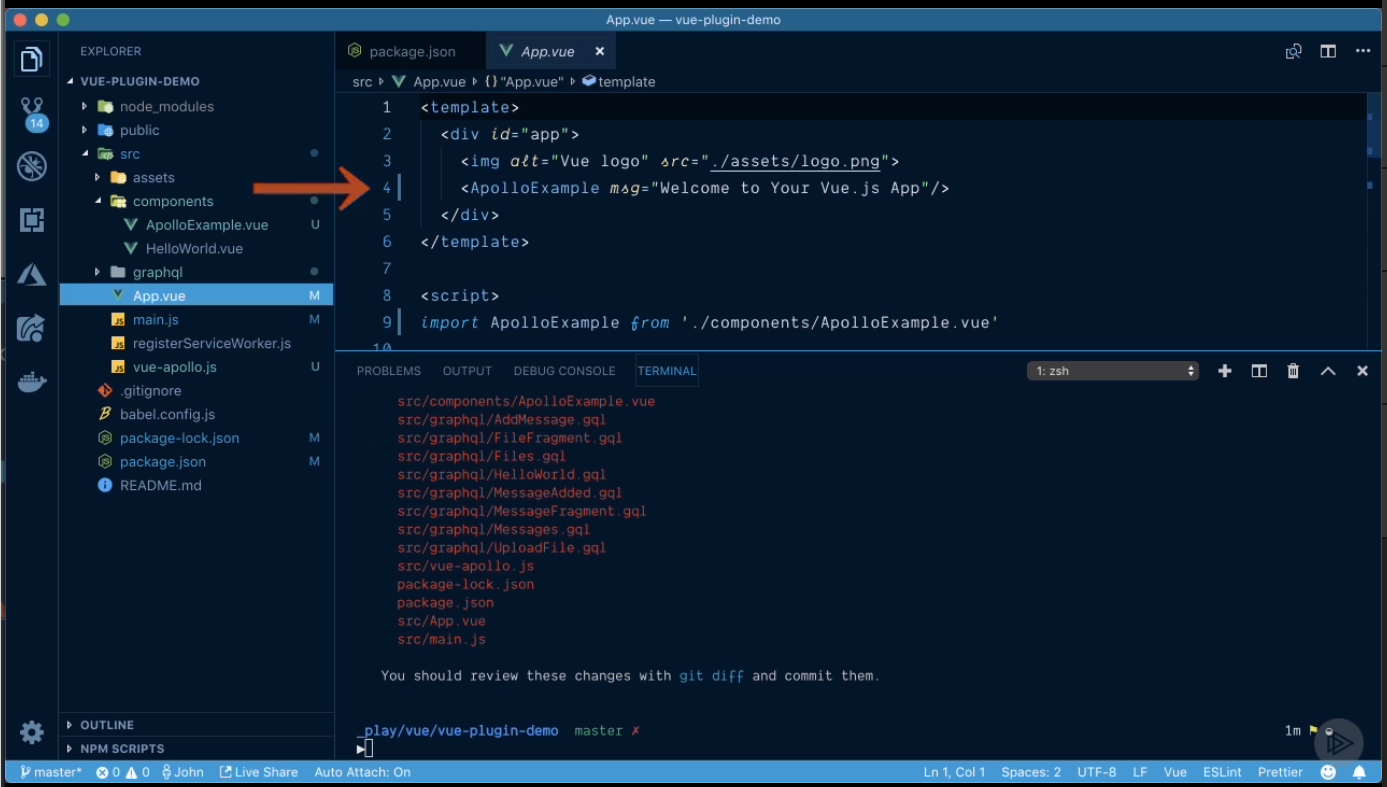 App.vue — vue-plugin-demo
EXPLORER
VUE-PLUGIN-DEMO
node_modules
public
src
assets
components
ApolloExample.vue U
HelloWorld.vue
graphql
App.vue M
main.js M
registerServiceWorker.js
vue-apollo.js U
.gitignore
babel.config.js
package-lock.json M
package.json M
README.md
OUTLINE
NPM SCRIPTS
14
package.json App.vue ×
src App.vue {} "App.vue" template
1 <template>
2 <div id="app">
3 <img alt="Vue logo" src="./assets/logo.png">
4 <ApolloExample msg="Welcome to Your Vue.js App"/>
5 </div>
6 </template>
7
8 <script>
9 import ApolloExample from './components/ApolloExample.vue'
10
PROBLEMS OUTPUT DEBUG CONSOLE TERMINAL 1: zsh
src/components/ApolloExample.vue
src/graphql/AddMessage.gql
src/graphql/FileFragment.gql
src/graphql/Files.gql
src/graphql/HelloWorld.gql
src/graphql/MessageAdded.gql
src/graphql/MessageFragment.gql
src/graphql/Messages.gql
src/graphql/UploadFile.gql
src/vue-apollo.js
package-lock.json
package.json
src/App.vue
src/main.js
You should review these changes with git diff and commit them.
_play/vue/vue-plugin-demo master ✗ 1m
master* 0 0 John Live Share Auto Attach: On Ln 1, Col 1 Spaces: 2 UTF-8 LF Vue ESLint Prettier